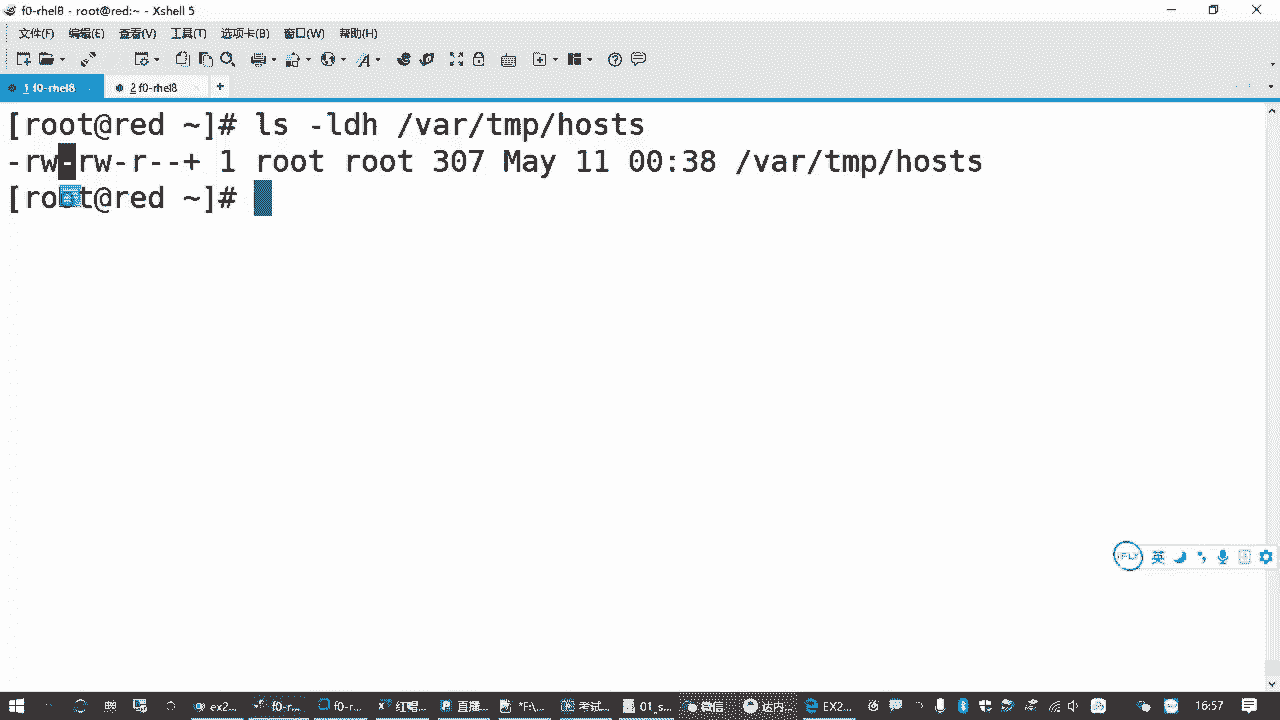 f0-rhel8 - root@red:~ - Xshell 5
文件(F) 编辑(E) 查看(V) 工具(T) 选项卡(B) 窗口(W) 帮助(H)
1 f0-rhel8 2 f0-rhel8 +
[root@red ~]# ls -ldh /var/tmp/hosts
-rw-rw-r--+ 1 root root 307 May 11 00:38 /var/tmp/hosts
[root@red ~]#
英
ex2... f0-r... f0-r... 红帽... 直播... *F:\... 考试... 01_s... 微信 达内... EX2... 16:57